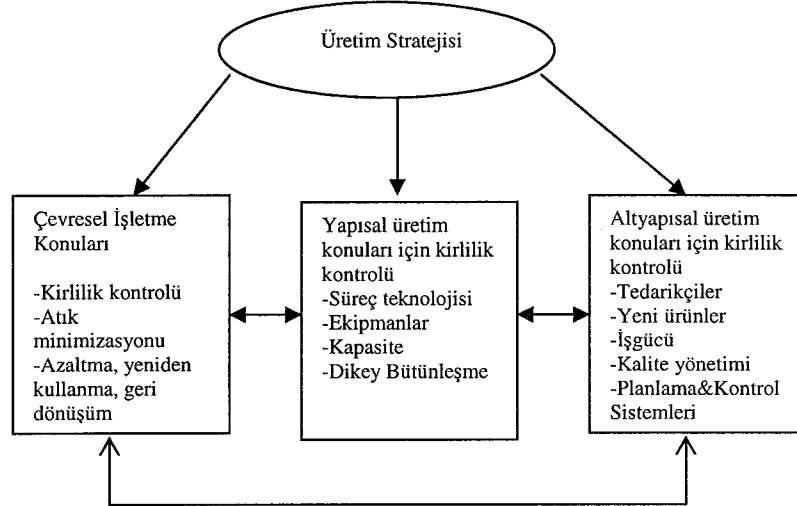 Üretim Stratejisi
Çevresel İşletme
Konuları
-Kirlilik kontrolü
-Atık
minimizasyonu
-Azaltma, yeniden
kullanma, geri
dönüşüm
Yapısal üretim
konuları için kirlilik
kontrolü
-Süreç teknolojisi
-Ekipmanlar
-Kapasite
-Dikey Bütünleşme
Altyapısal üretim
konuları için kirlilik
kontrolü
-Tedarikçiler
-Yeni ürünler
-İşgücü
-Kalite yönetimi
-Planlama&Kontrol
Sistemleri